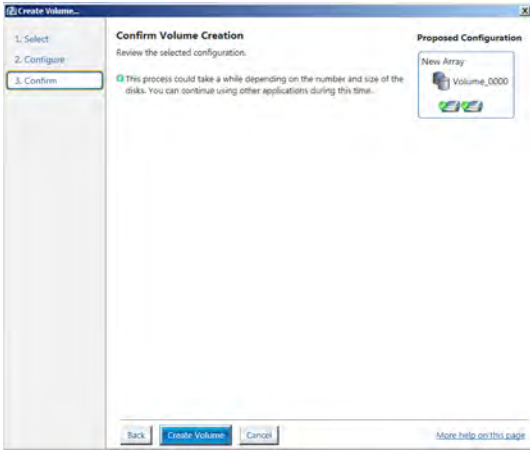 Create Volume...
1. Select
2. Configure
3. Confirm
Confirm Volume Creation
Review the selected configuration.
This process could take a while depending on the number and size of the
disks. You can continue using other applications during this time.
Proposed Configuration
New Array
Volume_0000
Back
Create Volume
Cancel
More help on this page